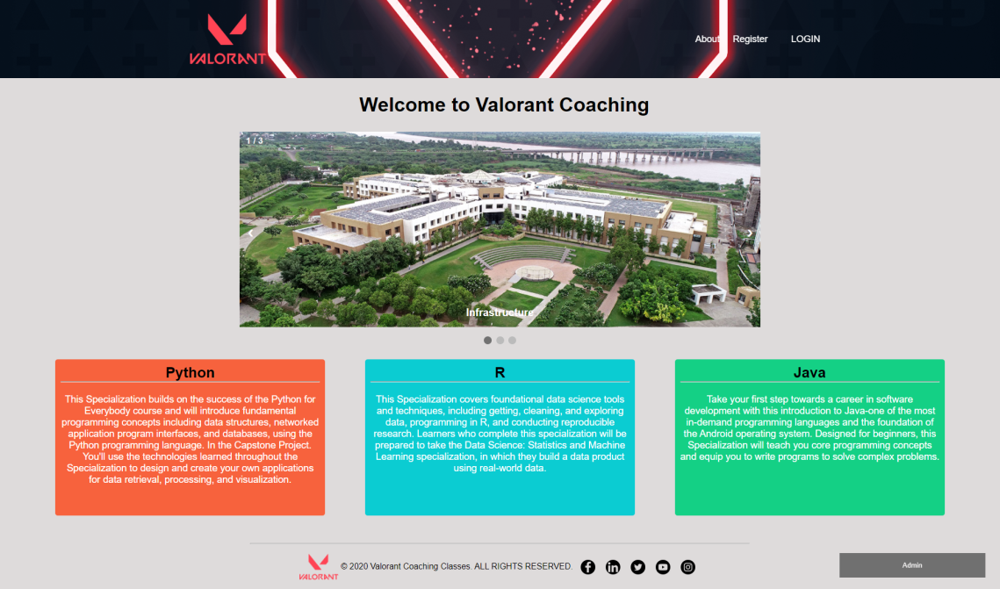 VALORANT
About
Register
LOGIN
Welcome to Valorant Coaching
1 / 3
Infrastructure
Python
This Specialization builds on the success of the Python for
Everybody course and will introduce fundamental
programming concepts including data structures, networked
application program interfaces, and databases, using the
Python programming language. In the Capstone Project.
You'll use the technologies learned throughout the
Specialization to design and create your own applications
for data retrieval, processing, and visualization.
R
This Specialization covers foundational data science tools
and techniques, including getting, cleaning, and exploring
data, programming in R, and conducting reproducible
research. Learners who complete this specialization will be
prepared to take the Data Science: Statistics and Machine
Learning specialization, in which they build a data product
using real-world data.
Java
Take your first step towards a career in software
development with this introduction to Java-one of the most
in-demand programming languages and the foundation of
the Android operating system. Designed for beginners, this
Specialization will teach you core programming concepts
and equip you to write programs to solve complex problems.
VALORANT
© 2020 Valorant Coaching Classes. ALL RIGHTS RESERVED.
Admin